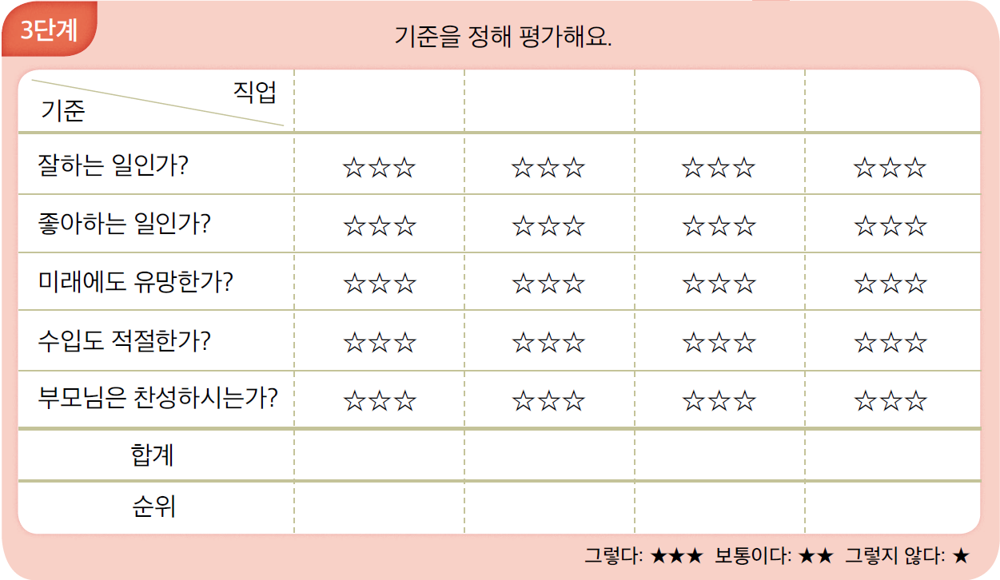 3단계
기준을 정해 평가해요.
직업
기준
잘하는 일인가? ☆☆☆ ☆☆☆ ☆☆☆ ☆☆☆
좋아하는 일인가? ☆☆☆ ☆☆☆ ☆☆☆ ☆☆☆
미래에도 유망한가? ☆☆☆ ☆☆☆ ☆☆☆ ☆☆☆
수입도 적절한가? ☆☆☆ ☆☆☆ ☆☆☆ ☆☆☆
부모님은 찬성하시는가? ☆☆☆ ☆☆☆ ☆☆☆ ☆☆☆
합계
순위
그렇다: ★★★ 보통이다: ★★ 그렇지 않다: ★